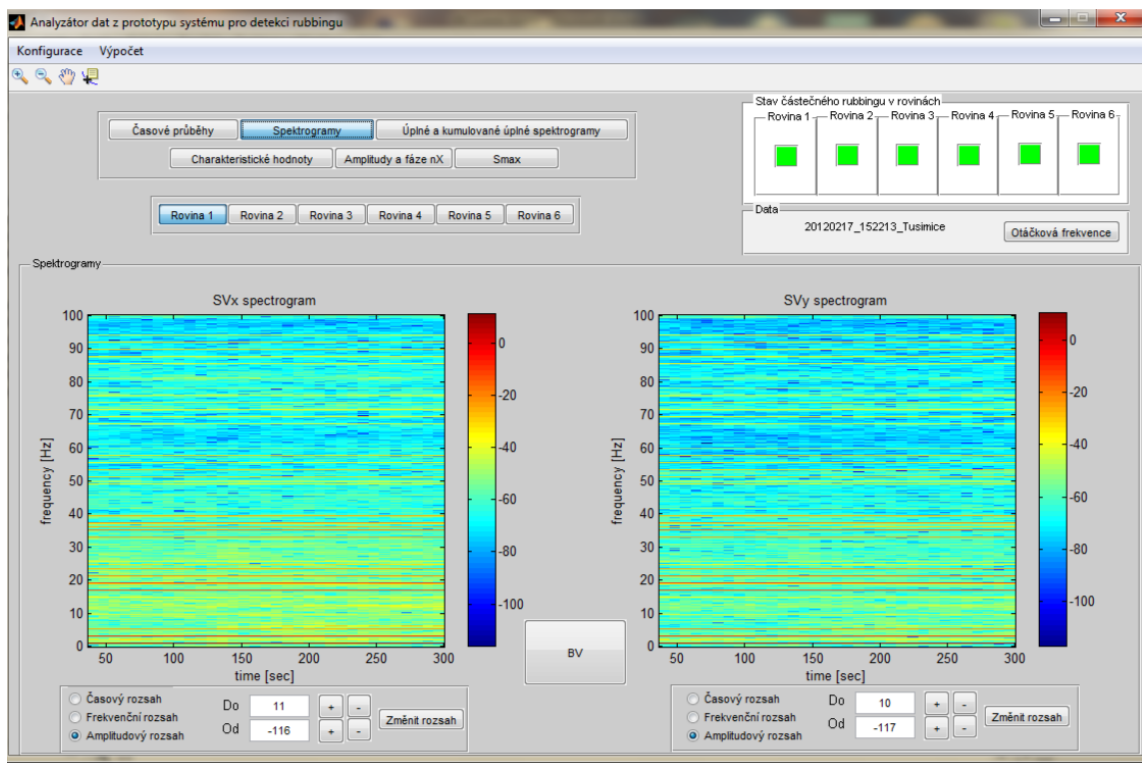 Analyzátor dat z prototypu systému pro detekci rubbingu
Konfigurace Výpočet
Časové průběhy Spektrogramy Úplné a kumulované úplné spektrogramy
Charakteristické hodnoty Amplitudy a fáze nX Smax
Rovina 1 Rovina 2 Rovina 3 Rovina 4 Rovina 5 Rovina 6
Stav částečného rubbingu v rovinách
Rovina 1 Rovina 2 Rovina 3 Rovina 4 Rovina 5 Rovina 6
Data
20120217_152213_Tusimice
Otáčková frekvence
Spektrogramy
SVx spectrogram
100
90
80
70
60
50
40
30
20
10
0
frequency [Hz]
50 100 150 200 250 300
time [sec]
0
-20
-40
-60
-80
-100
BV
SVy spectrogram
100
90
80
70
60
50
40
30
20
10
0
frequency [Hz]
50 100 150 200 250 300
time [sec]
0
-20
-40
-60
-80
-100
Časový rozsah
Frekvenční rozsah
Amplitudový rozsah
Do 11 + -
Od -116 + -
Změnit rozsah
Časový rozsah
Frekvenční rozsah
Amplitudový rozsah
Do 10 + -
Od -117 + -
Změnit rozsah